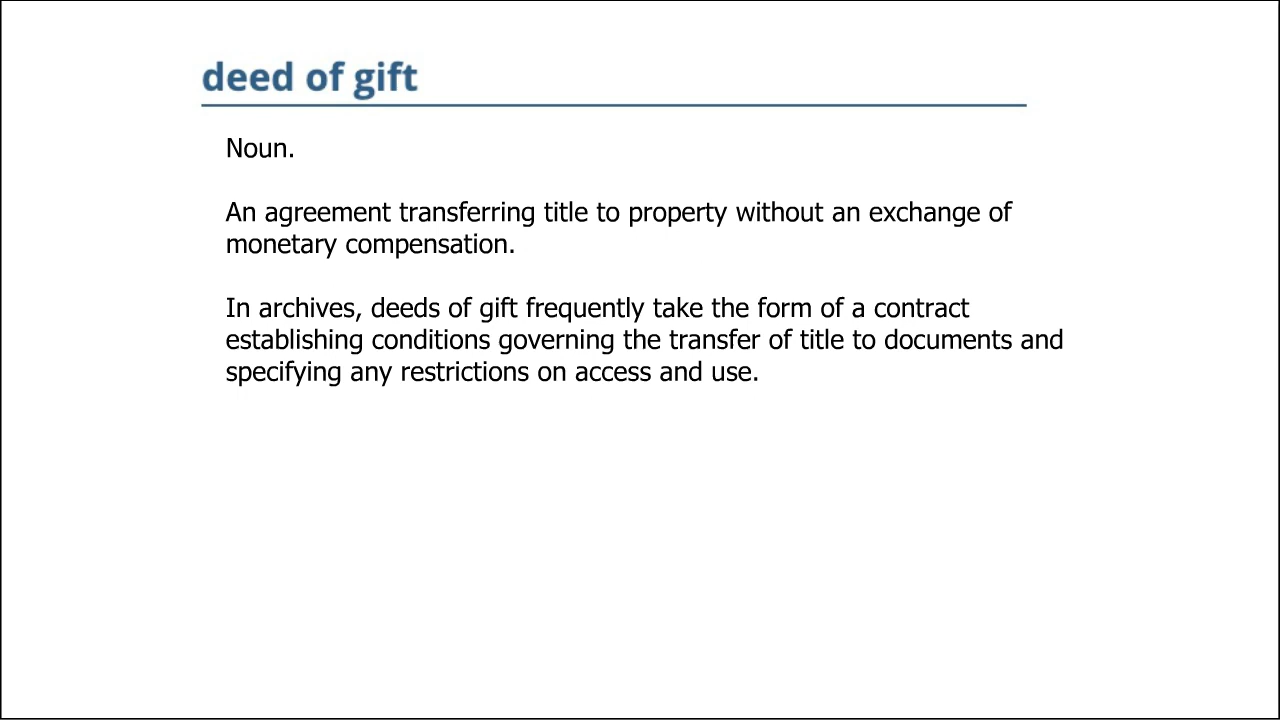 deed of gift
Noun.
An agreement transferring title to property without an exchange of
monetary compensation.
In archives, deeds of gift frequently take the form of a contract
establishing conditions governing the transfer of title to documents and
specifying any restrictions on access and use.